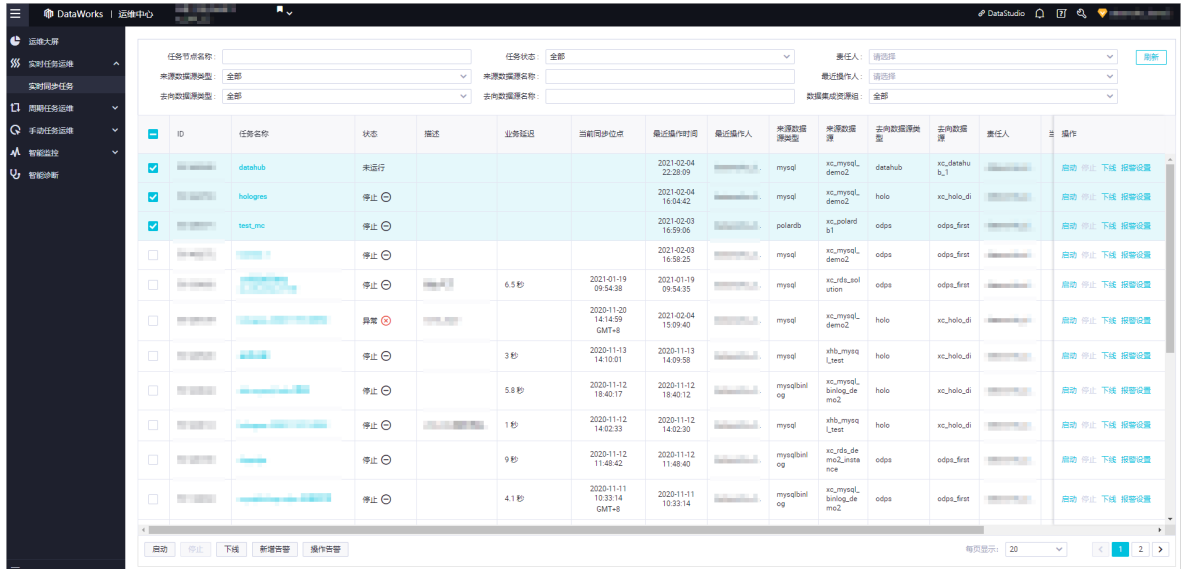 DataWorks | 运维中心
DataStudio
运维大屏
实时任务运维
实时同步任务
周期任务运维
手动任务运维
智能监控
智能诊断
任务节点名称: 任务状态: 全部 责任人: 请选择 刷新
来源数据源类型: 全部 来源数据源名称: 最近操作人: 请选择
去向数据源类型: 全部 去向数据源名称: 数据集成资源组: 全部
ID 任务名称 状态 描述 业务延迟 当前同步位点 最近操作时间 最近操作人 来源数据源类型 来源数据源 去向数据源类型 去向数据源 责任人 操作
datahub 未运行 2021-02-04 22:28:09 mysql xc_mysql_demo2 datahub xc_datahub_1 启动 停止 下线 报警设置
hologres 停止 2021-02-04 16:04:42 mysql xc_mysql_demo2 holo xc_holo_di 启动 停止 下线 报警设置
test_mc 停止 2021-02-03 16:59:06 polardb xc_polardb1 odps odps_first 启动 停止 下线 报警设置
停止 2021-02-03 16:58:25 mysql xc_mysql_demo2 odps odps_first 启动 停止 下线 报警设置
停止 6.5 秒 2021-01-19 09:54:38 2021-01-19 09:54:35 mysql xc_rds_solution odps odps_first 启动 停止 下线 报警设置
异常 2020-11-20 14:14:59 GMT+8 2021-02-04 15:09:40 mysql xc_mysql_demo2 holo xc_holo_di 启动 停止 下线 报警设置
停止 3 秒 2020-11-13 14:10:01 2020-11-13 14:09:58 mysql xhb_mysql_test holo xc_holo_di 启动 停止 下线 报警设置
停止 5.8 秒 2020-11-12 18:40:17 2020-11-12 18:40:12 mysqlbinlog xc_mysql_binlog_demo2 holo xc_holo_di 启动 停止 下线 报警设置
停止 1 秒 2020-11-12 14:02:33 2020-11-12 14:02:30 mysql xhb_mysql_test holo xc_holo_di 启动 停止 下线 报警设置
停止 9 秒 2020-11-12 11:48:42 2020-11-12 11:48:40 mysqlbinlog xc_rds_demo2_instance odps odps_first 启动 停止 下线 报警设置
停止 4.1 秒 2020-11-11 10:33:14 GMT+8 2020-11-11 10:33:14 mysqlbinlog xc_mysql_binlog_demo2 odps odps_first 启动 停止 下线 报警设置
启动 停止 下线 新增告警 操作告警 每页显示: 20 1 2